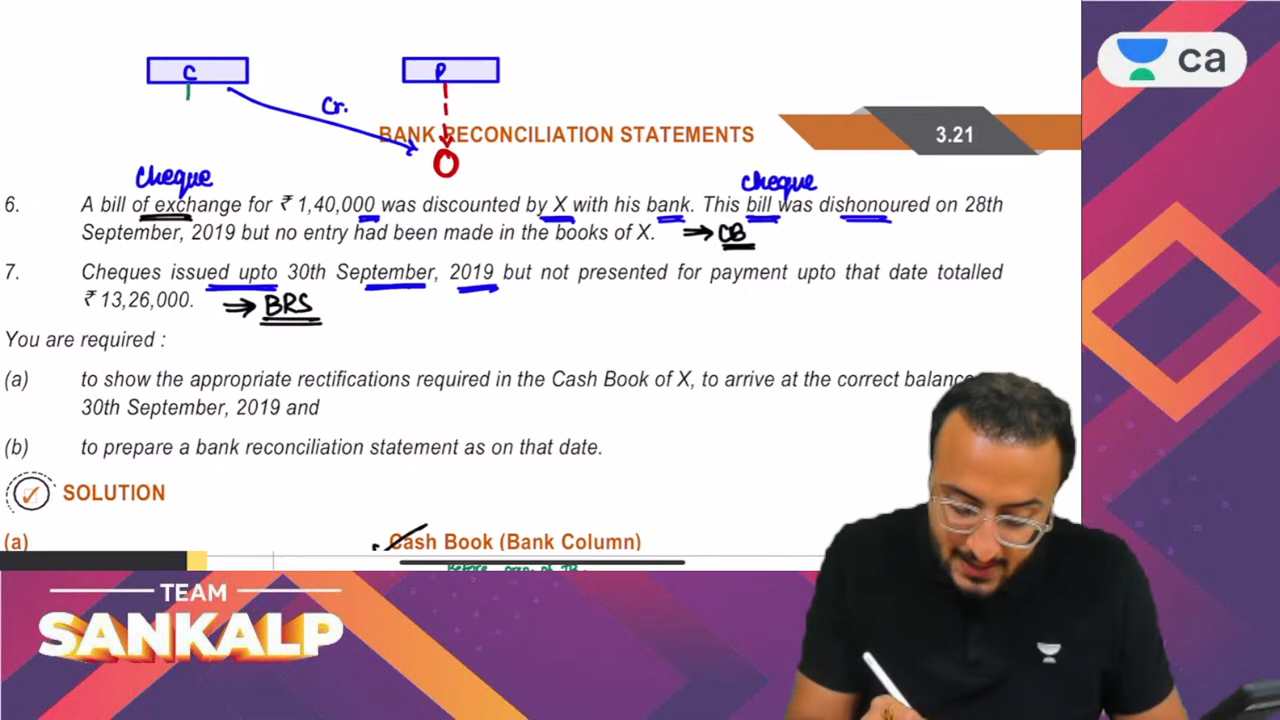 ca
C
P
Cr.
BANK RECONCILIATION STATEMENTS
3.21
cheque
cheque
6. A bill of exchange for ₹ 1,40,000 was discounted by X with his bank. This bill was dishonoured on 28th
September, 2019 but no entry had been made in the books of X. → CB
7. Cheques issued upto 30th September, 2019 but not presented for payment upto that date totalled
₹ 13,26,000. ⇒ BRS
You are required :
(a) to show the appropriate rectifications required in the Cash Book of X, to arrive at the correct balance
30th September, 2019 and
(b) to prepare a bank reconciliation statement as on that date.
SOLUTION
(a) Cash Book (Bank Column)
Before
TEAM
SANKALP